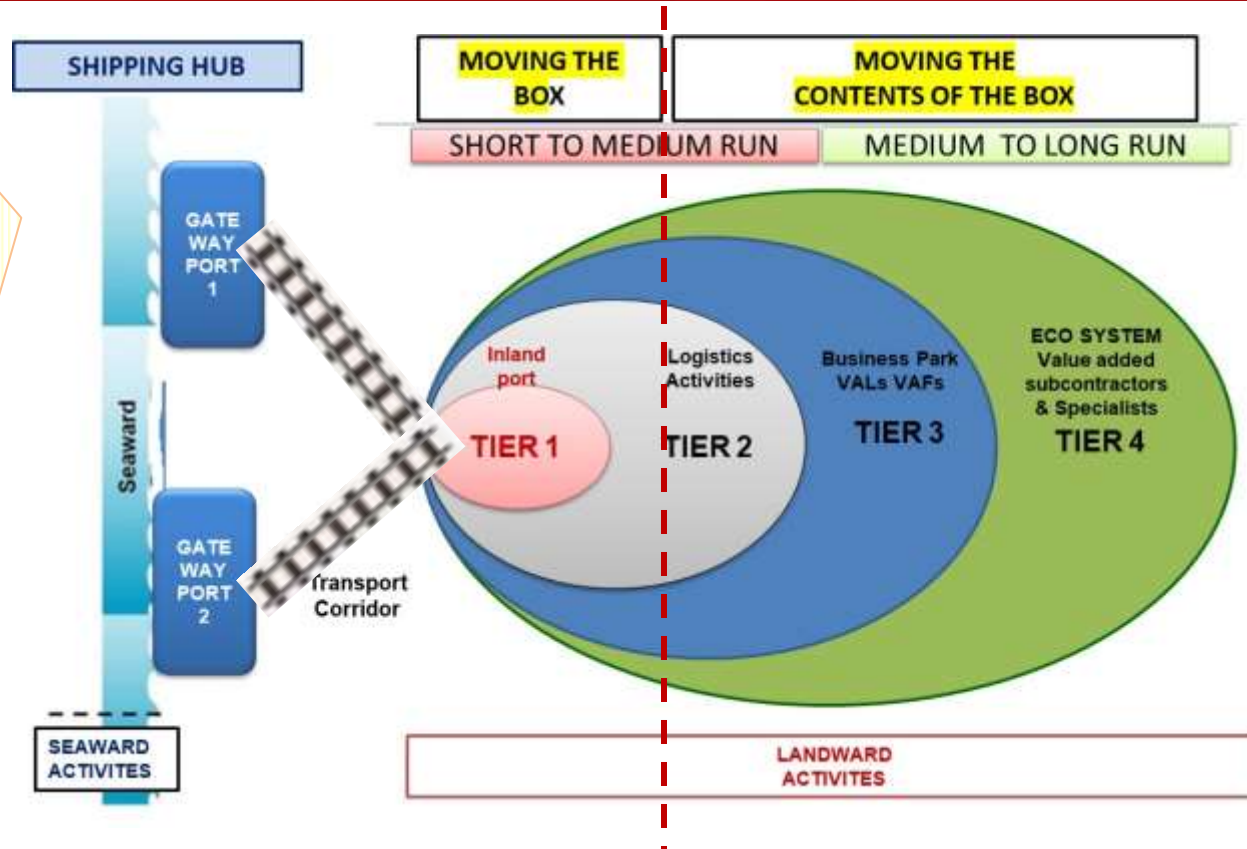 SHIPPING HUB
MOVING THE
BOX
MOVING THE
CONTENTS OF THE BOX
SHORT TO MEDIUM RUN
MEDIUM TO LONG RUN
GATE
WAY
PORT
1
Seaward
GATE
WAY
PORT
2
Transport
Corridor
Inland
port
TIER 1
Logistics
Activities
TIER 2
Business Park
VALs VAFs
TIER 3
ECO SYSTEM
Value added
subcontractors
& Specialists
TIER 4
SEAWARD
ACTIVITES
LANDWARD
ACTIVITES